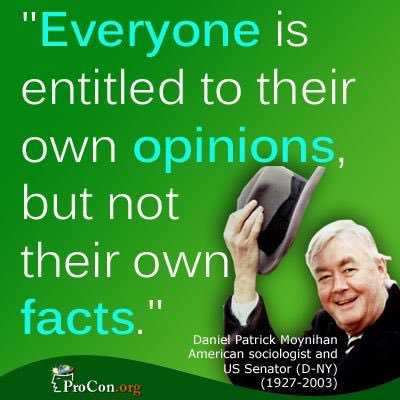 "Everyone is
entitled to their
own opinions,
but not
their own
facts."
Daniel Patrick Moynihan
American sociologist and
US Senator (D-NY)
(1927-2003)
ProCon.org